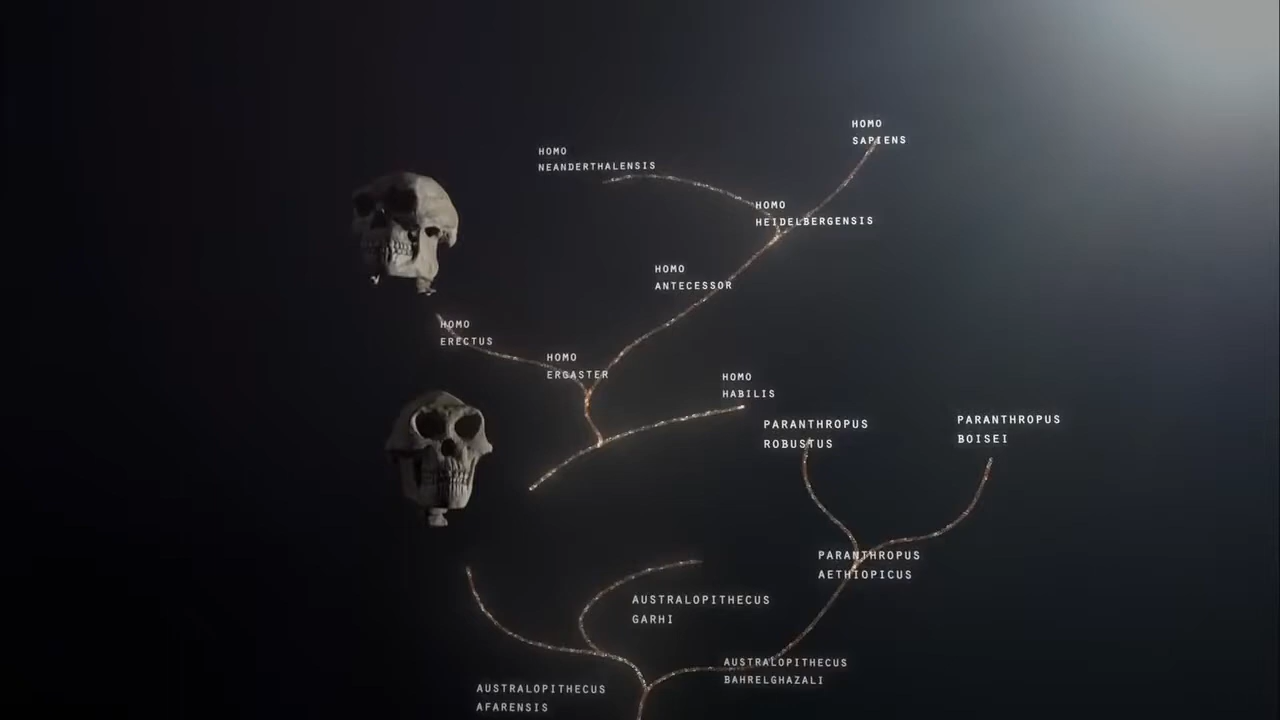 HOMO
SAPIENS
HOMO
NEANDERTHALENSIS
HOMO
HEIDELBERGENSIS
HOMO
ANTECESSOR
HOMO
ERECTUS
HOMO
ERGASTER
HOMO
HABILIS
PARANTHROPUS
ROBUSTUS
PARANTHROPUS
BOISEI
PARANTHROPUS
AETHIOPICUS
AUSTRALOPITHECUS
GARHI
AUSTRALOPITHECUS
BAHRELGHAZALI
AUSTRALOPITHECUS
AFARENSIS